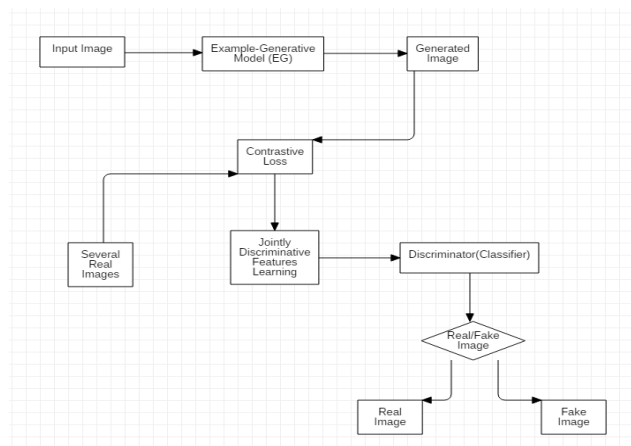 Input Image
Example-Generative
Model (EG)
Generated
Image
Contrastive
Loss
Several
Real
Images
Jointly
Discriminative
Features
Learning
Discriminator(Classifier)
Real/Fake
Image
Real
Image
Fake
Image